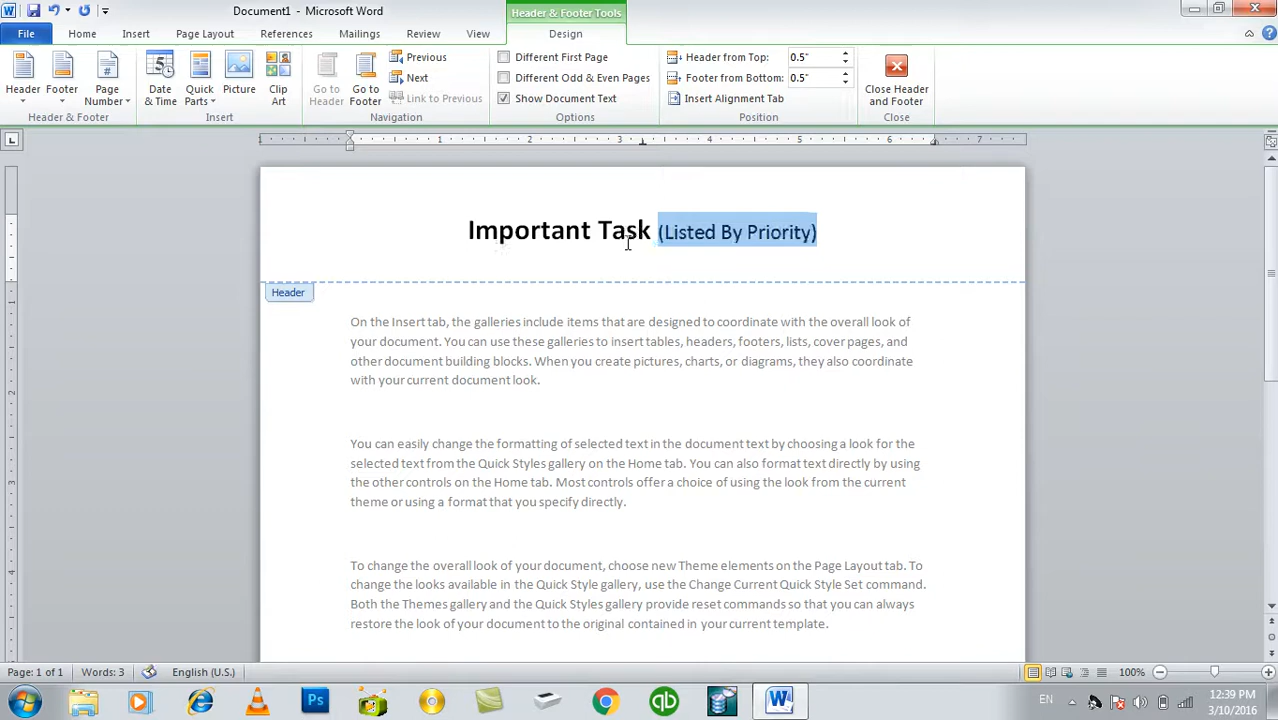 Document1 - Microsoft Word
Header & Footer Tools
File Home Insert Page Layout References Mailings Review View Design
Header
Footer
Page Number
Header & Footer
Date & Time
Quick Parts
Picture
Clip Art
Insert
Go to Header
Go to Footer
Previous
Next
Link to Previous
Navigation
Different First Page
Different Odd & Even Pages
Show Document Text
Options
Header from Top: 0.5"
Footer from Bottom: 0.5"
Insert Alignment Tab
Position
Close Header and Footer
Close
1 1 2 3 4 5 6 7
Important Task (Listed By Priority)
Header
On the Insert tab, the galleries include items that are designed to coordinate with the overall look of
your document. You can use these galleries to insert tables, headers, footers, lists, cover pages, and
other document building blocks. When you create pictures, charts, or diagrams, they also coordinate
with your current document look.
You can easily change the formatting of selected text in the document text by choosing a look for the
selected text from the Quick Styles gallery on the Home tab. You can also format text directly by using
the other controls on the Home tab. Most controls offer a choice of using the look from the current
theme or using a format that you specify directly.
To change the overall look of your document, choose new Theme elements on the Page Layout tab. To
change the looks available in the Quick Style gallery, use the Change Current Quick Style Set command.
Both the Themes gallery and the Quick Styles gallery provide reset commands so that you can always
restore the look of your document to the original contained in your current template.
Page: 1 of 1 Words: 3 English (U.S.) 100%
EN 12:39 PM
3/10/2016